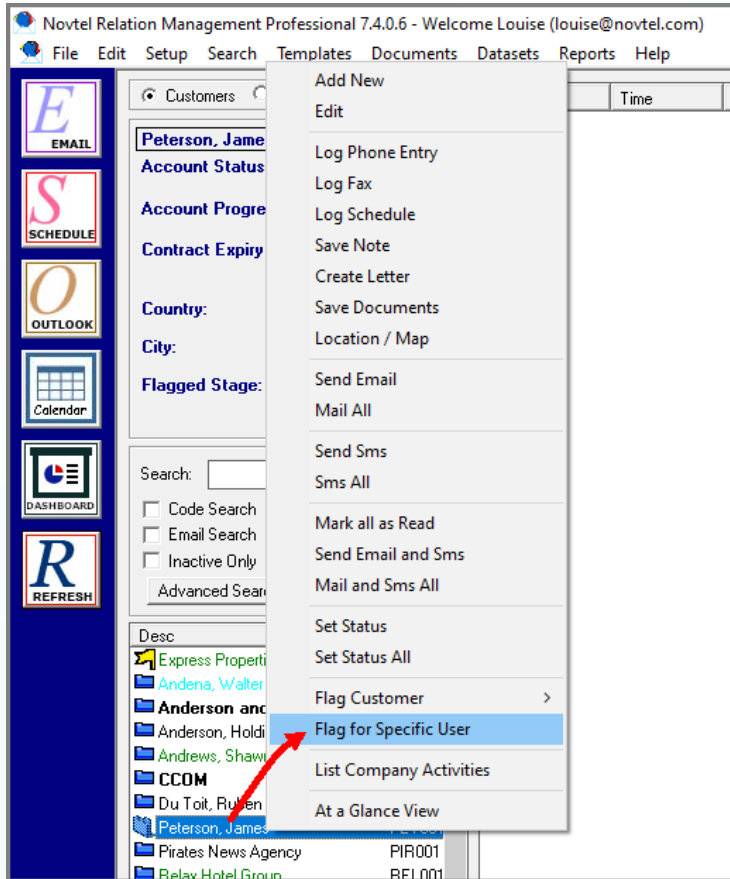 Novtel Relation Management Professional 7.4.0.6 - Welcome Louise (louise@novtel.com)
File Edit Setup Search Templates Documents Datasets Reports Help
E
EMAIL
S
SCHEDULE
O
OUTLOOK
Calendar
DASHBOARD
R
REFRESH
Customers
Time
Peterson, Jame
Account Status
Account Progre
Contract Expiry
Country:
City:
Flagged Stage:
Search:
Code Search
Email Search
Inactive Only
Advanced Sear
Desc
Express Properti
Andena, Walter
Anderson and
Anderson, Holdi
Andrews, Shaw
CCOM
Du Toit, Ruben
Peterson, James
Pirates News Agency PIR001
Relax Hotel Group REL001
Add New
Edit
Log Phone Entry
Log Fax
Log Schedule
Save Note
Create Letter
Save Documents
Location / Map
Send Email
Mail All
Send Sms
Sms All
Mark all as Read
Send Email and Sms
Mail and Sms All
Set Status
Set Status All
Flag Customer >
Flag for Specific User
List Company Activities
At a Glance View